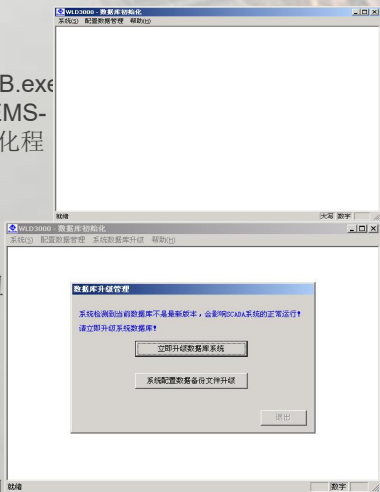 WLD3000 - 数据库初始化
系统(S) 配置数据管理 帮助(H)
B.exe
EMS-
化程
就绪
大写 数字
WLD3000 - 数据库初始化
系统(S) 配置数据管理 系统数据库升级 帮助(H)
数据库升级管理
系统检测到当前数据库不是最新版本，会影响SCADA系统的正常运行！
请立即升级系统数据库！
立即升级数据库系统
系统配置数据备份文件升级
退出
就绪
数字